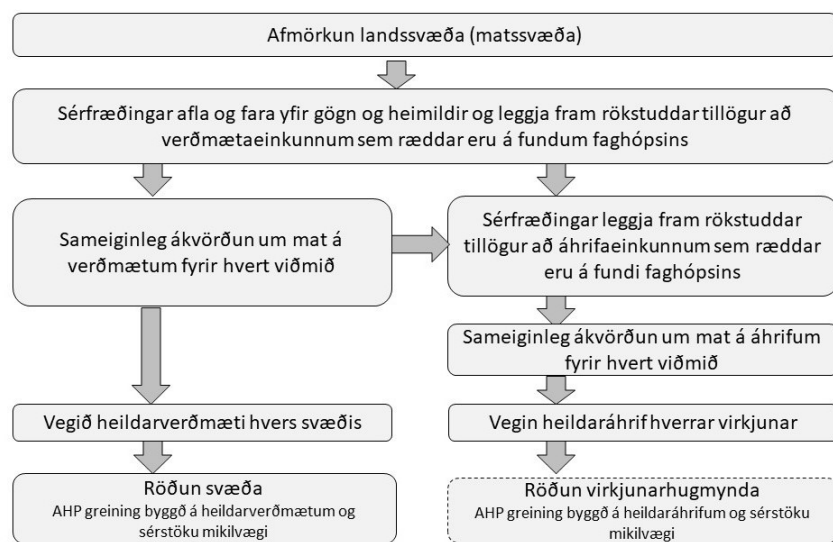 Afmörkun landssvæða (matssvæða)
Sérfræðingar afla og fara yfir gögn og heimildir og leggja fram rökstuddar tillögur að
verðmætaeinkunnum sem ræddar eru á fundum faghópsins
Sameiginleg ákvörðun um mat á
verðmætum fyrir hvert viðmið
Sérfræðingar leggja fram rökstuddar
tillögur að áhrifaeinkunnum sem ræddar
eru á fundi faghópsins
Sameiginleg ákvörðun um mat á áhrifum
fyrir hvert viðmið
Vegið heildarverðmæti hvers svæðis
Vegin heildaráhrif hverrar virkjunar
Röðun svæða
AHP greining byggð á heildarverðmætum og
sérstöku mikilvægi
Röðun virkjunarhugmynda
AHP greining byggð á heildaráhrifum og sérstöku
mikilvægi